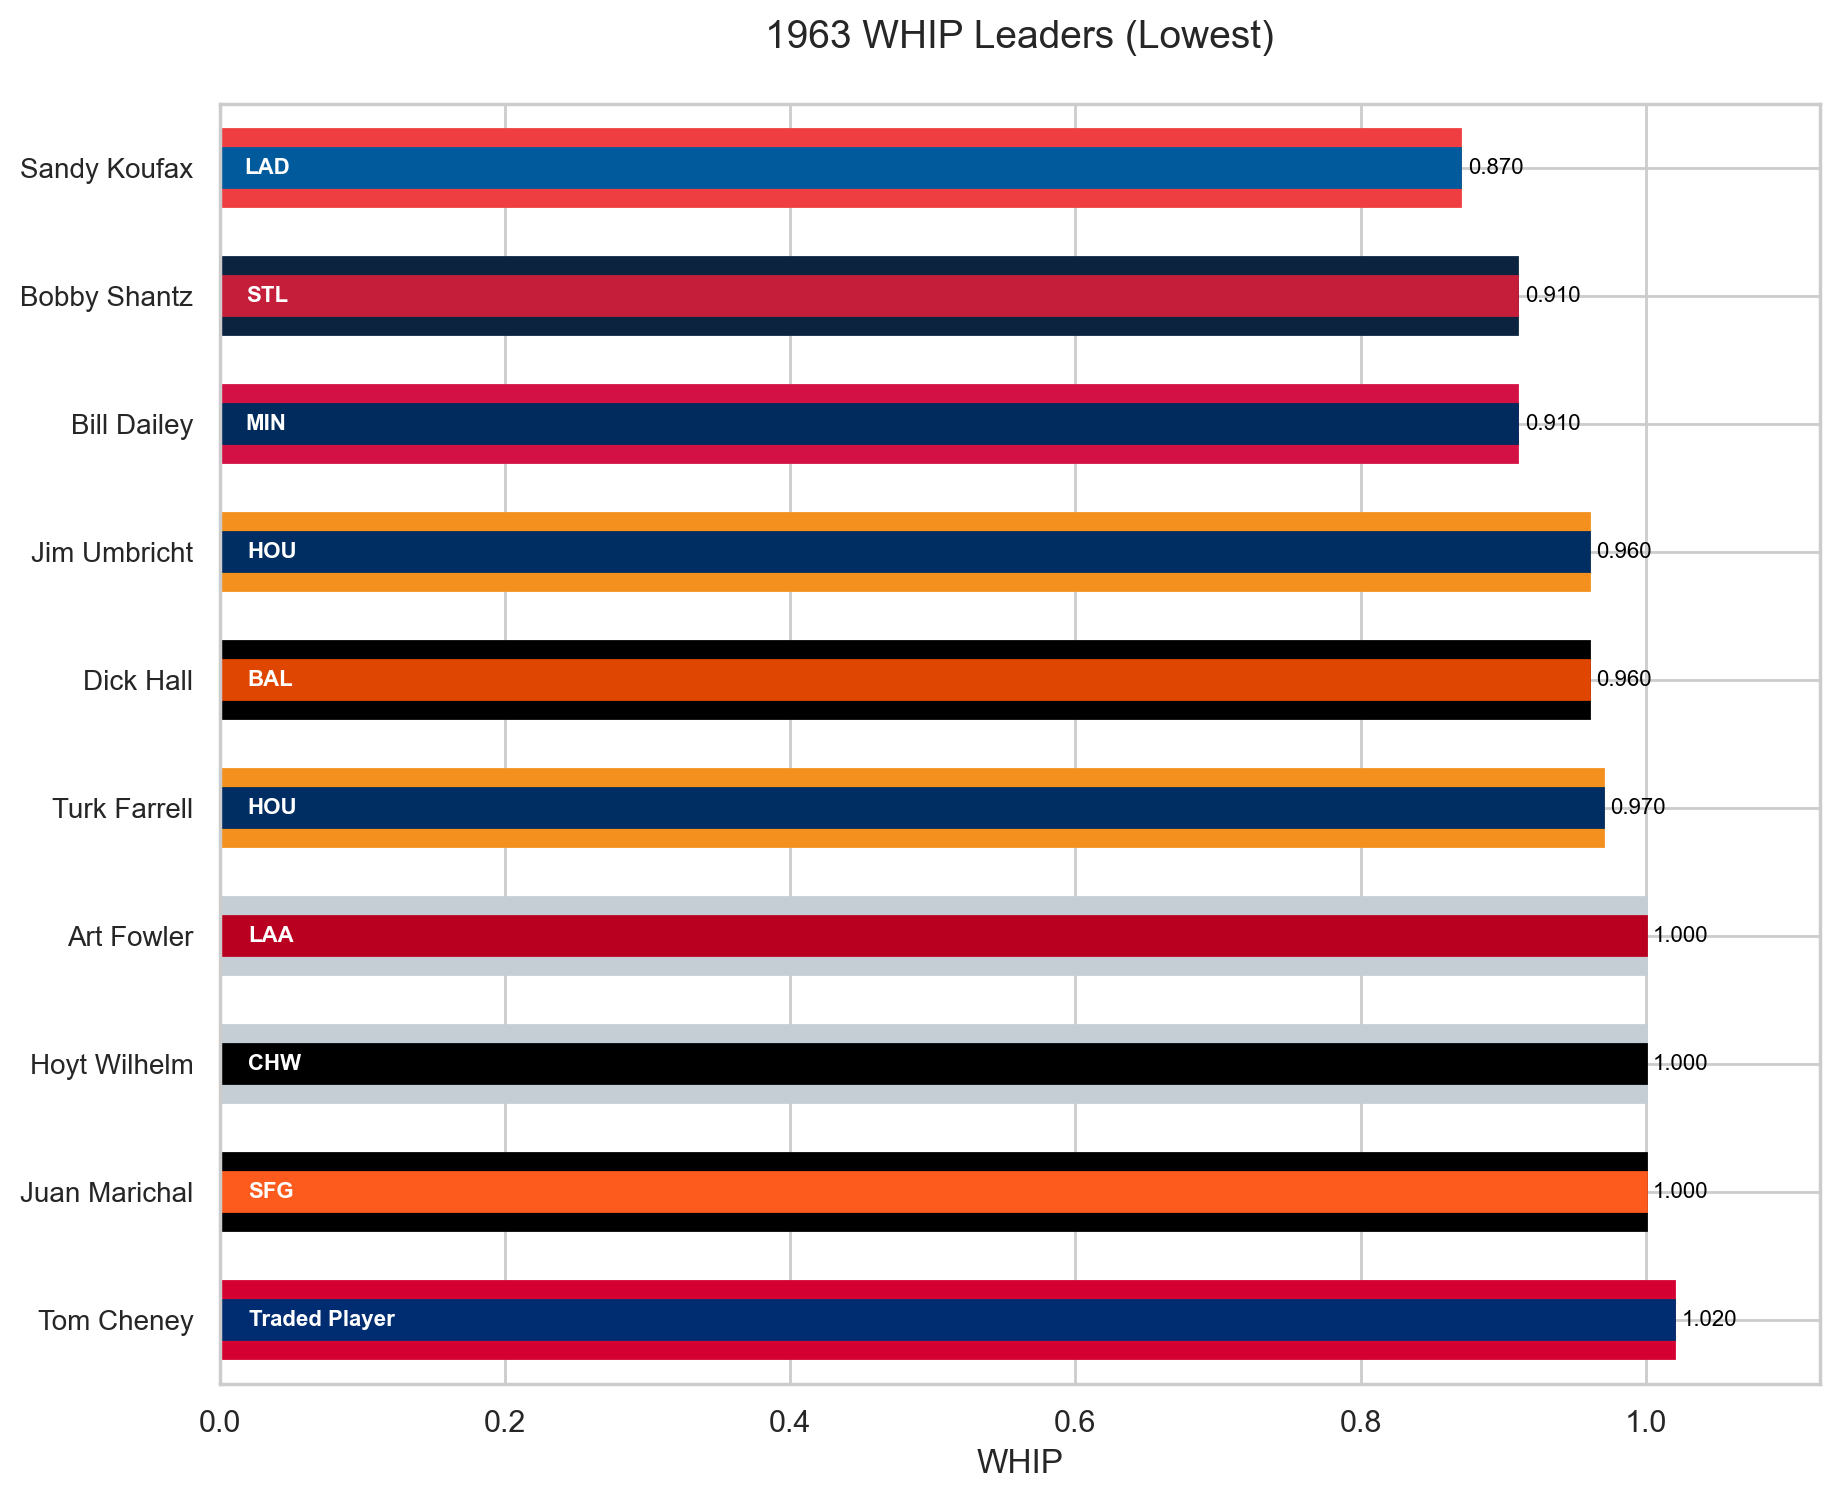 1963 WHIP Leaders (Lowest)
Sandy Koufax LAD 0.870
Bobby Shantz STL 0.910
Bill Dailey MIN 0.910
Jim Umbricht HOU 0.960
Dick Hall BAL 0.960
Turk Farrell HOU 0.970
Art Fowler LAA 1.000
Hoyt Wilhelm CHW 1.000
Juan Marichal SFG 1.000
Tom Cheney Traded Player 1.020
0.0 0.2 0.4 0.6 0.8 1.0
WHIP